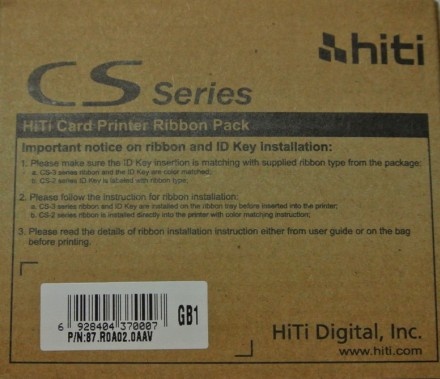 hiti
CS Series
HiTi Card Printer Ribbon Pack
Important notice on ribbon and ID Key Installation:
1. Please make sure the ID Key insertion is matching with supplied ribbon type from the package:
a. CS-3 series ribbon and the ID Key are color matched;
b. CS-2 series ID Key is labeled with ribbon type;
2. Please follow the instruction for ribbon installation:
a. CS-3 series ribbon and ID Key are installed on the ribbon tray before inserted into the printer;
b. CS-2 series ribbon is installed directly into the printer with color matching instruction;
3. Please read the details of ribbon installation instruction either from user guide or on the bag
before printing.
6 928404 370007
GB1
P/N:87.R0A02.0AAV
HiTi Digital, Inc.
www.hiti.com